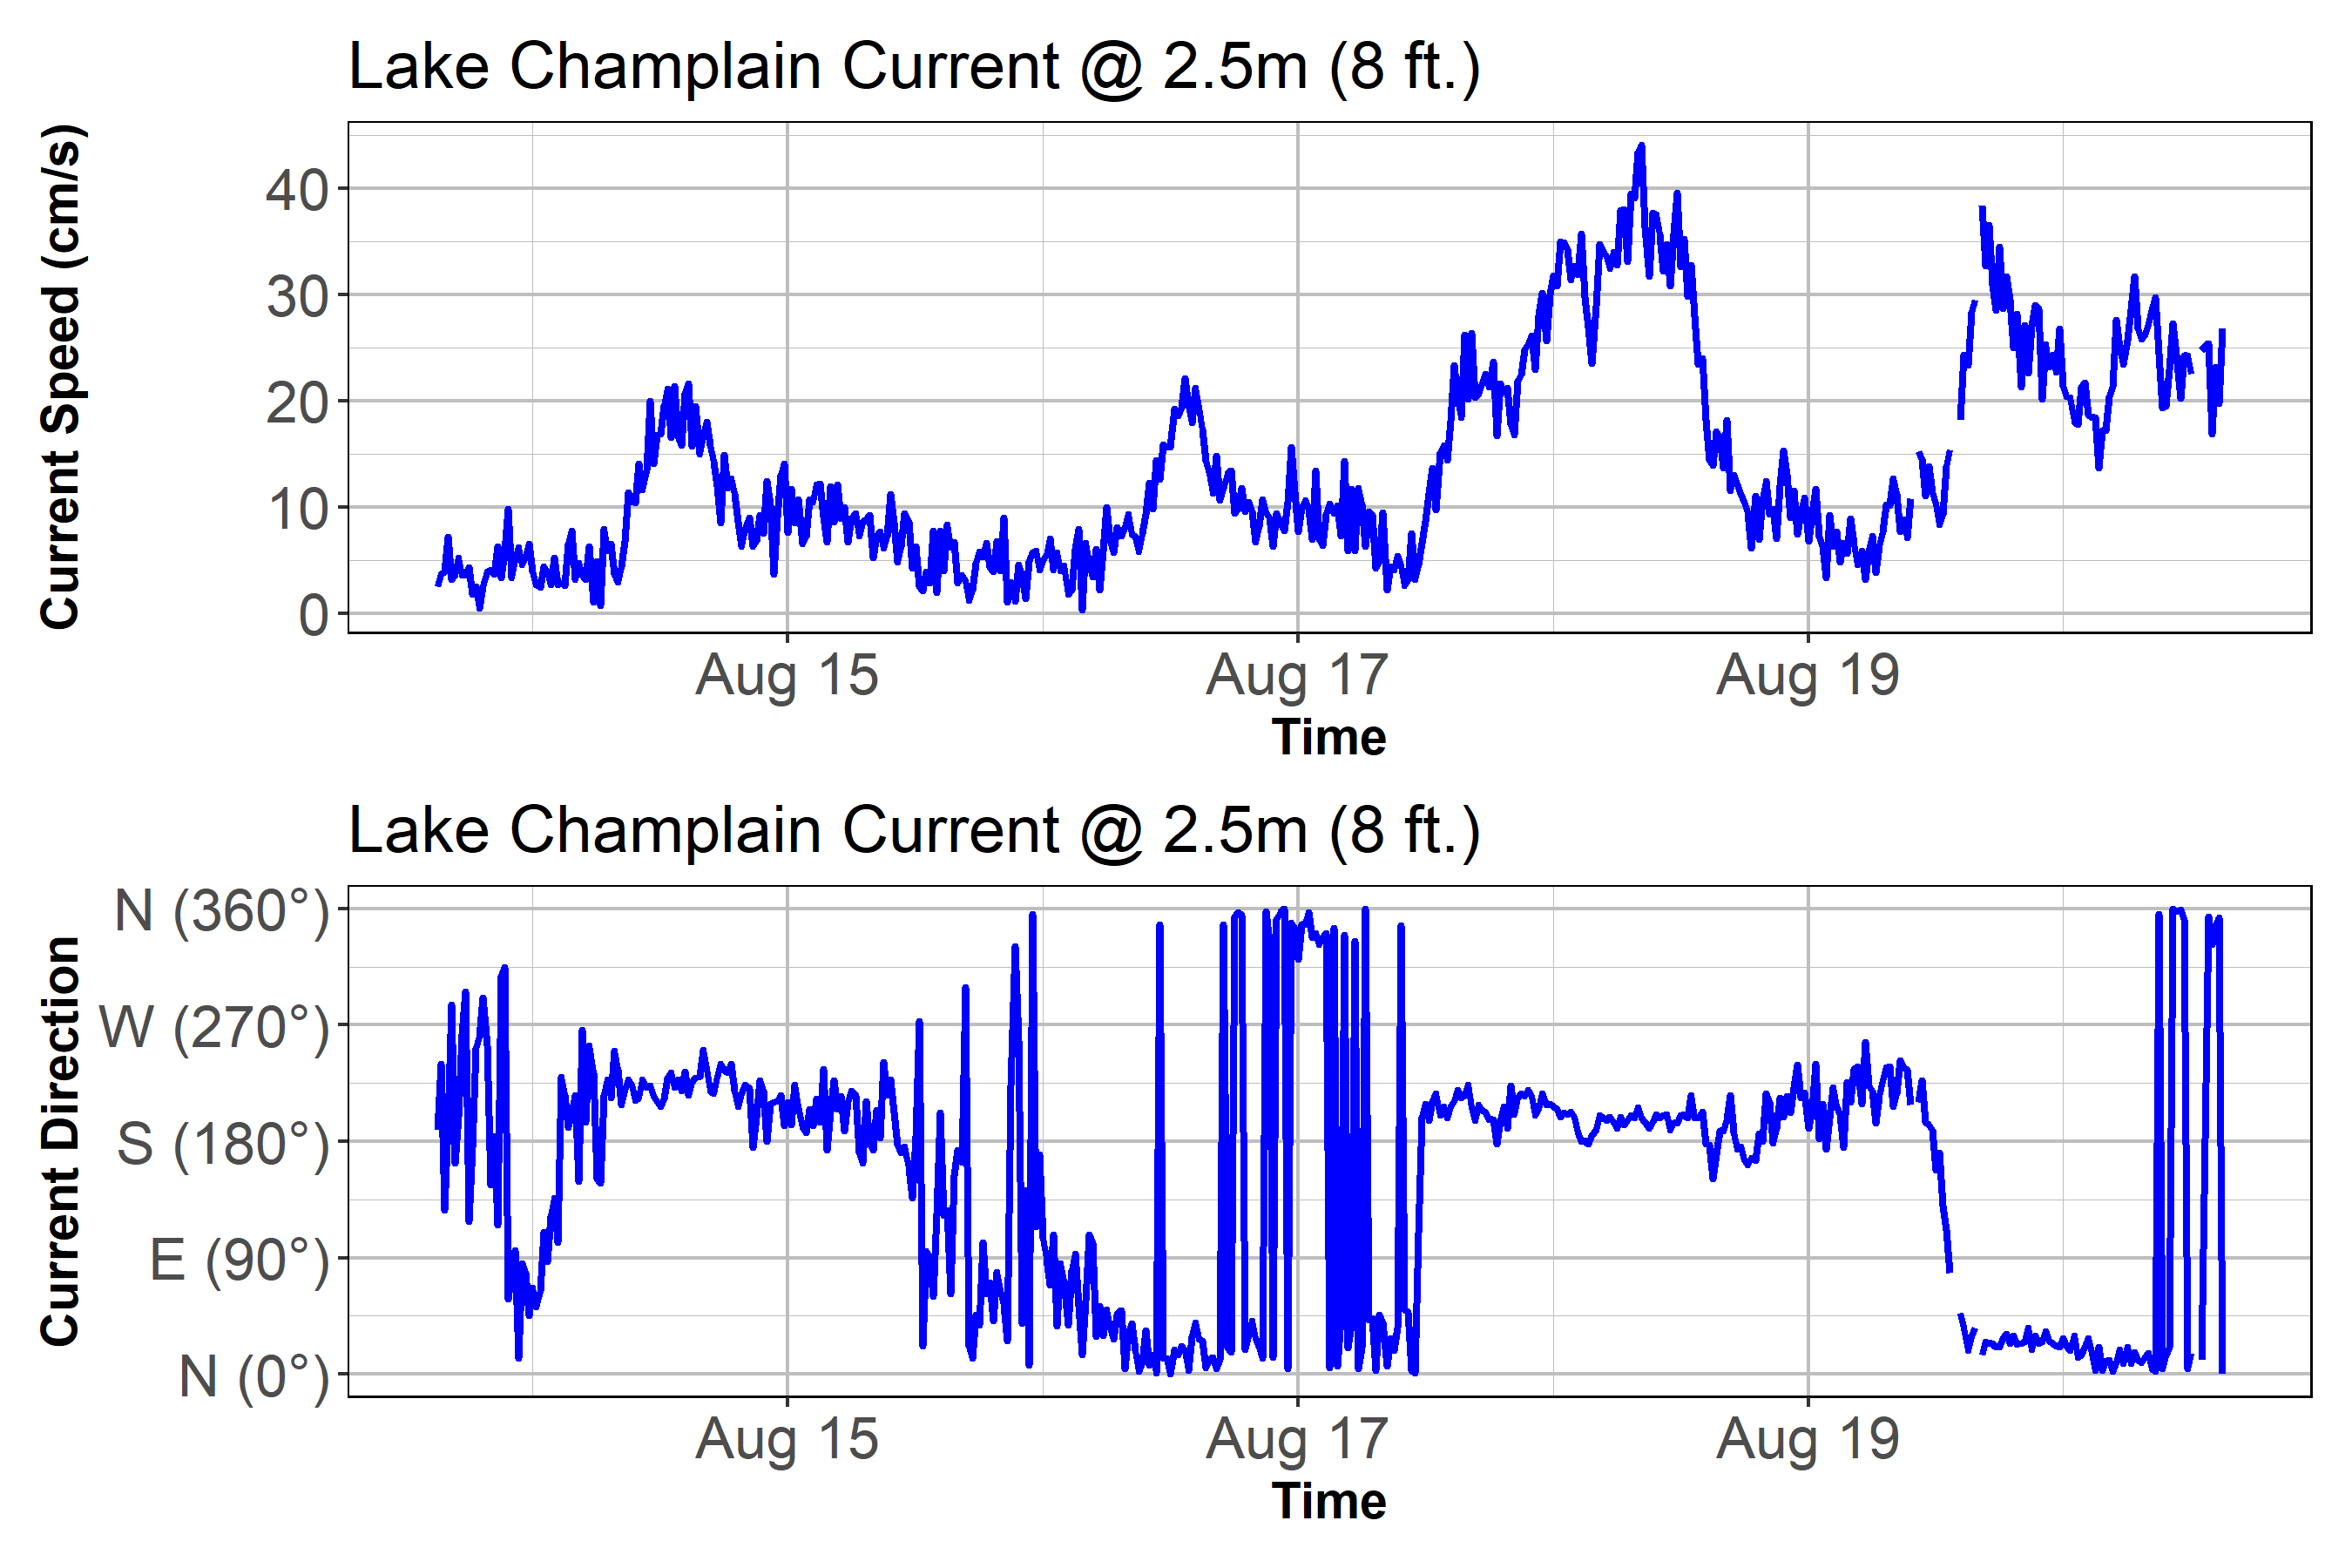 Lake Champlain Current @ 2.5m (8 ft.)
Current Speed (cm/s)
40
30
20
10
0
Aug 15 Aug 17 Aug 19
Time
Lake Champlain Current @ 2.5m (8 ft.)
Current Direction
N (360°)
W (270°)
S (180°)
E (90°)
N (0°)
Aug 15 Aug 17 Aug 19
Time